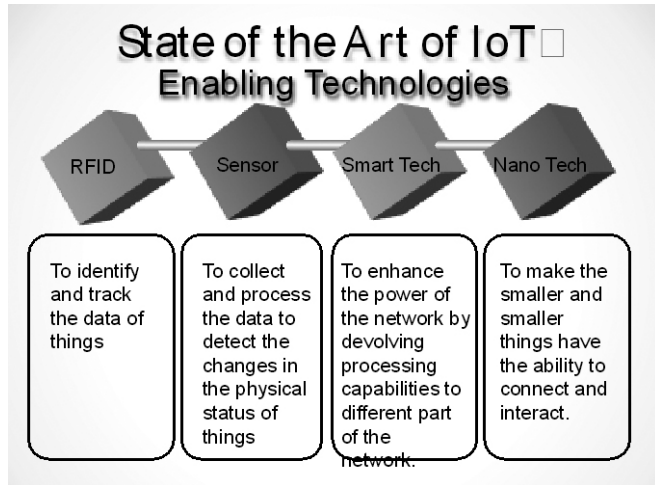 State of the Art of IoT
Enabling Technologies
RFID
Sensor
Smart Tech
Nano Tech
To identify
and track
the data of
things
To collect
and process
the data to
detect the
changes in
the physical
status of
things
To enhance
the power of
the network by
devolving
processing
capabilities to
different part
of the
network.
To make the
smaller and
smaller
things have
the ability to
connect and
interact.